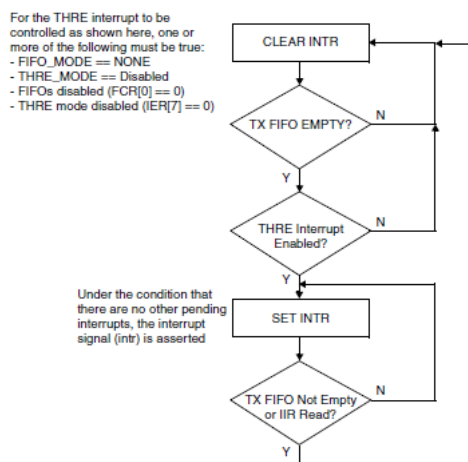 For the THRE interrupt to be
controlled as shown here, one or
more of the following must be true:
- FIFO_MODE == NONE
- THRE_MODE == Disabled
- FIFOs disabled (FCR[0] == 0)
- THRE mode disabled (IER[7] == 0)
CLEAR INTR
TX FIFO EMPTY?
N
Y
THRE Interrupt
Enabled?
N
Y
Under the condition that
there are no other pending
interrupts, the interrupt
signal (intr) is asserted
SET INTR
TX FIFO Not Empty
or IIR Read?
N
Y